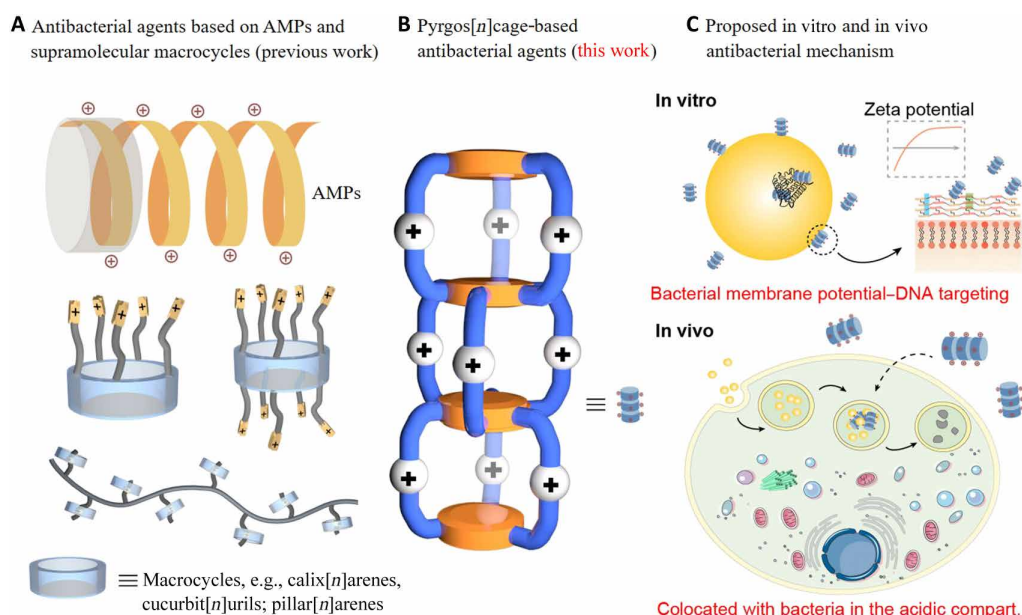 A Antibacterial agents based on AMPs and
supramolecular macrocycles (previous work)
AMPs
≡ Macrocycles, e.g., calix[n]arenes,
cucurbit[n]urils; pillar[n]arenes
B Pyrgos[n]cage-based
antibacterial agents (this work)
≡
C Proposed in vitro and in vivo
antibacterial mechanism
In vitro
Zeta potential
Bacterial membrane potential–DNA targeting
In vivo
Colocated with bacteria in the acidic compart.